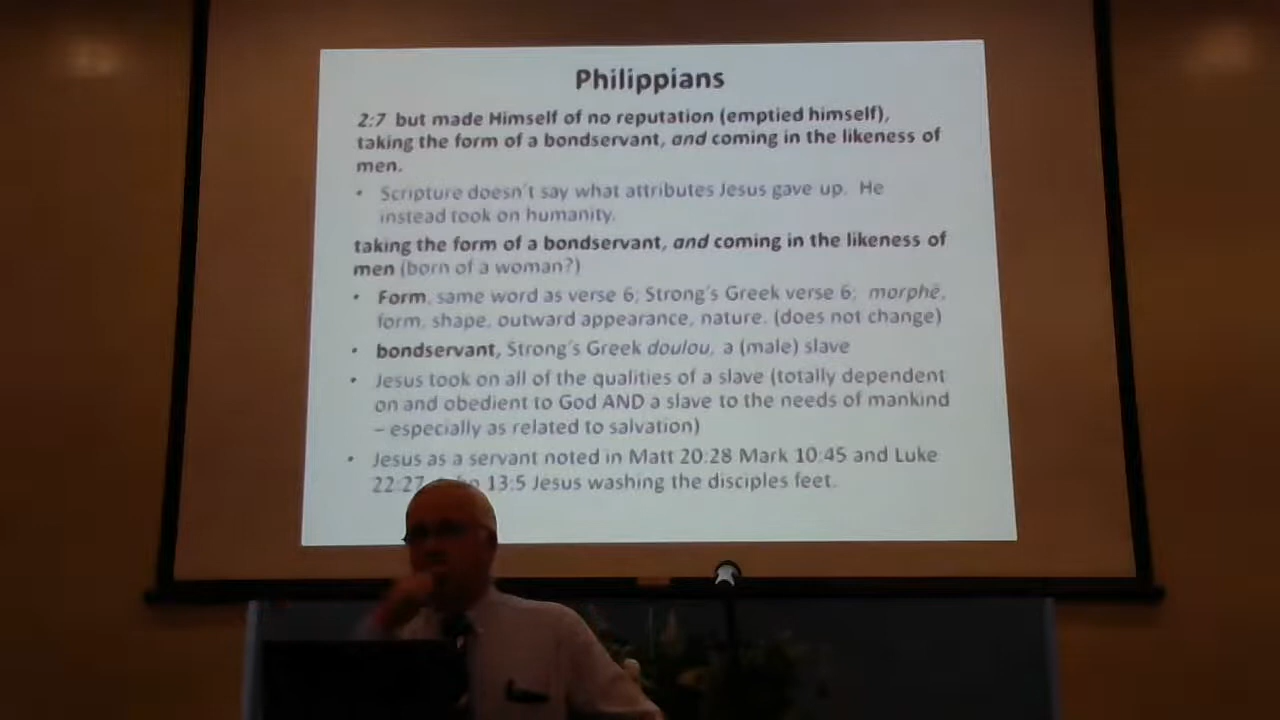 Philippians
2:7 but made Himself of no reputation (emptied himself),
taking the form of a bondservant, and coming in the likeness of
men.
• Scripture doesn't say what attributes Jesus gave up. He
instead took on humanity.
taking the form of a bondservant, and coming in the likeness of
men (born of a woman?)
• Form, same word as verse 6; Strong's Greek verse 6; morphē,
form, shape, outward appearance, nature. (does not change)
• bondservant, Strong's Greek doulou, a (male) slave
• Jesus took on all of the qualities of a slave (totally dependent
on and obedient to God AND a slave to the needs of mankind
– especially as related to salvation)
• Jesus as a servant noted in Matt 20:28 Mark 10:45 and Luke
22:27 13:5 Jesus washing the disciples feet.